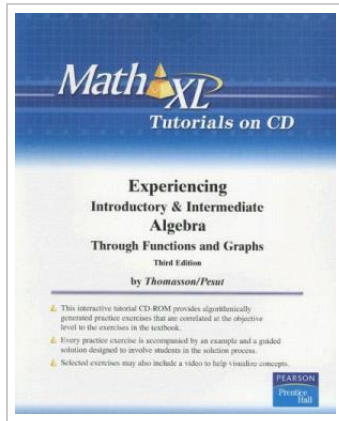 Math XL
Tutorials on CD
Experiencing
Introductory & Intermediate
Algebra
Through Functions and Graphs
Third Edition
by Thomasson/Pesut
This interactive tutorial CD-ROM provides algorithmically
generated practice exercises that are correlated at the objective
level to the exercises in the textbook.
Every practice exercise is accompanied by an example and a guided
solution designed to involve students in the solution process.
Selected exercises may also include a video to help visualize concepts.
PEARSON
Prentice
Hall